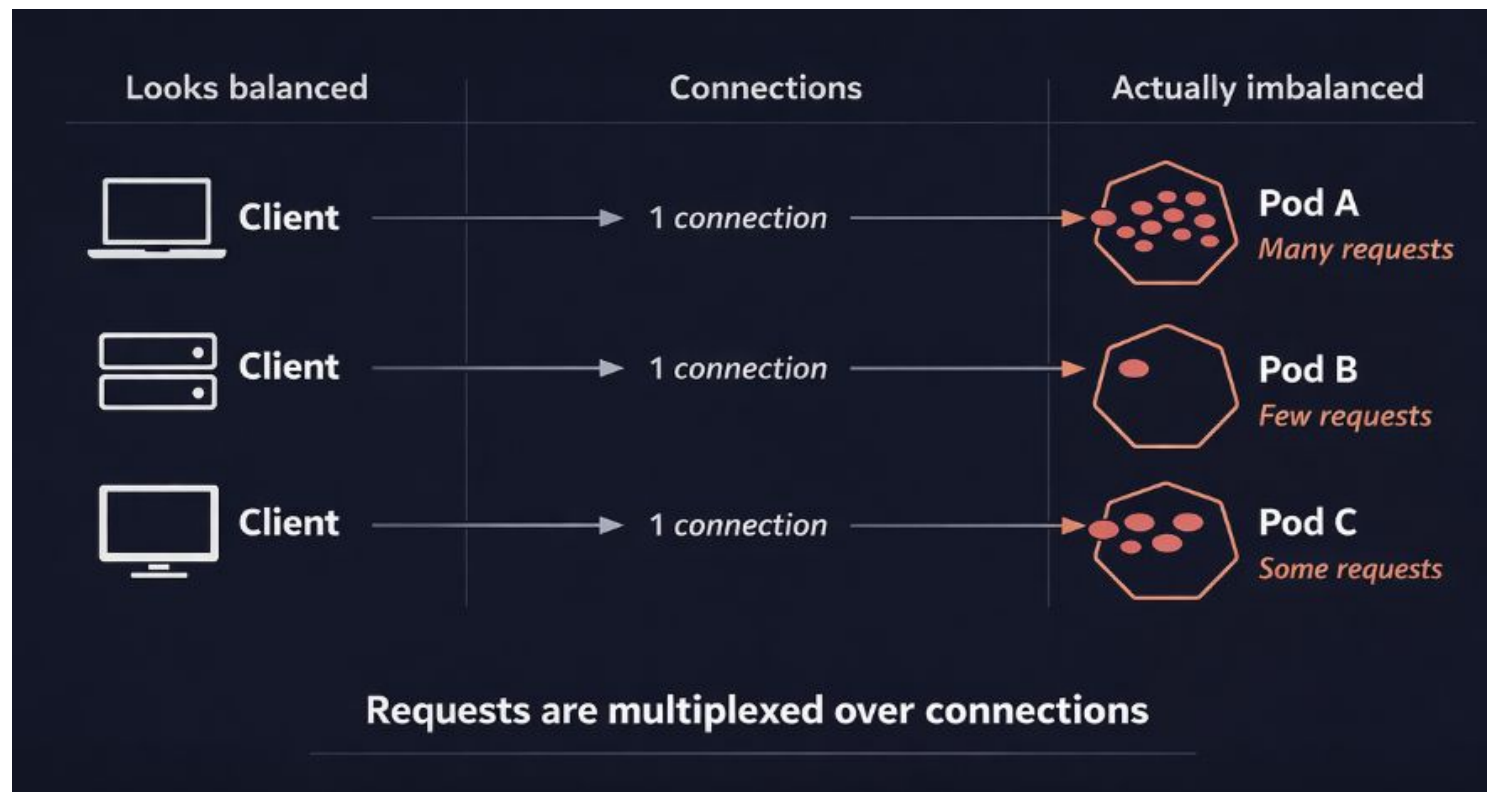 Looks balanced
Connections
Actually imbalanced
Client
1 connection
Pod A
Many requests
Client
1 connection
Pod B
Few requests
Client
1 connection
Pod C
Some requests
Requests are multiplexed over connections